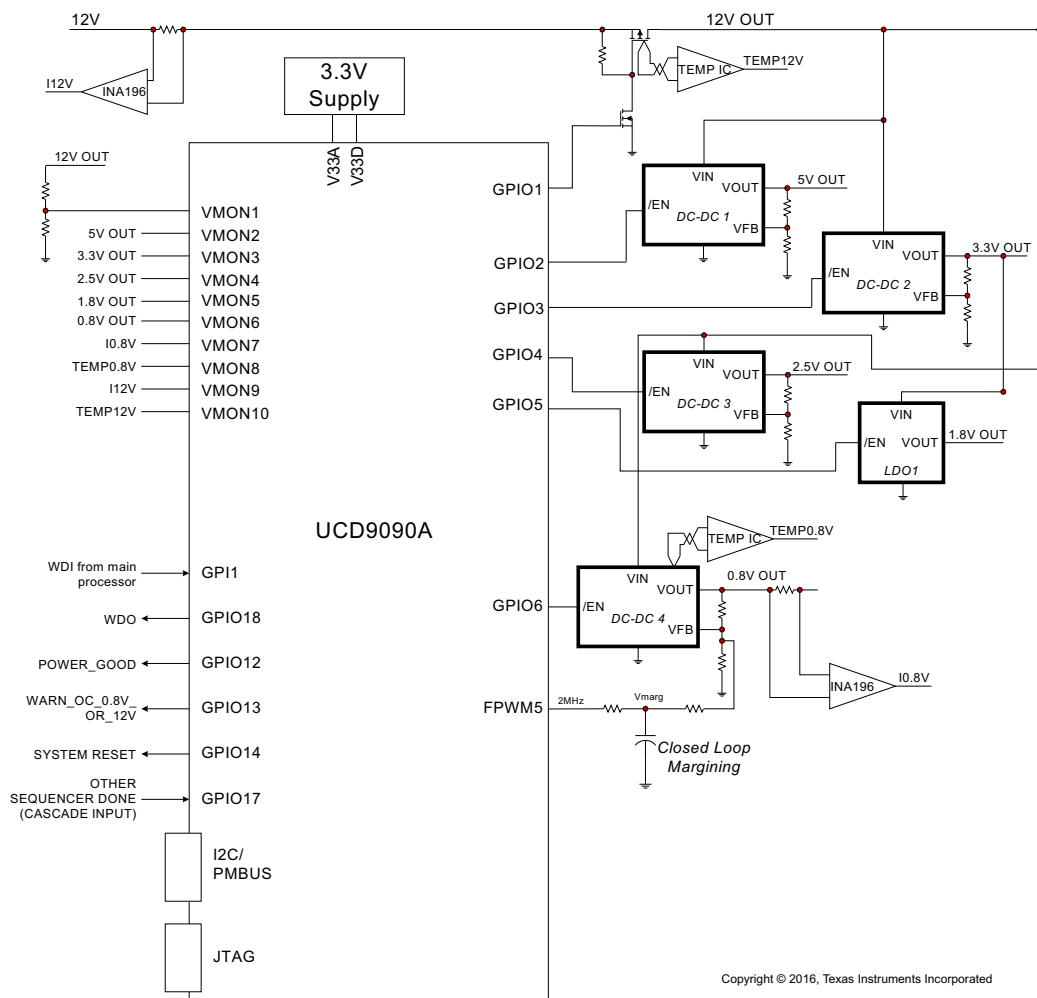 12V
12V OUT
I12V
INA196
3.3V
Supply
TEMP IC
TEMP12V
V33A
V33D
12V OUT
VMON1
5V OUT
VMON2
3.3V OUT
VMON3
2.5V OUT
VMON4
1.8V OUT
VMON5
0.8V OUT
VMON6
I0.8V
VMON7
TEMP0.8V
VMON8
I12V
VMON9
TEMP12V
VMON10
GPIO1
GPIO2
GPIO3
GPIO4
GPIO5
VIN
VOUT
5V OUT
/EN
DC-DC 1
VFB
VIN
VOUT
3.3V OUT
/EN
DC-DC 2
VFB
VIN
VOUT
2.5V OUT
/EN
DC-DC 3
VFB
VIN
/EN
VOUT
1.8V OUT
LDO1
UCD9090A
TEMP IC
TEMP0.8V
WDI from main
processor
GPI1
WDO
GPIO18
POWER_GOOD
GPIO12
WARN_OC_0.8V_
OR_12V
GPIO13
SYSTEM RESET
GPIO14
OTHER
SEQUENCER DONE
(CASCADE INPUT)
GPIO17
I2C/
PMBUS
JTAG
GPIO6
VIN
VOUT
0.8V OUT
/EN
DC-DC 4
VFB
INA196
I0.8V
FPWM5
2MHz
Vmarg
Closed Loop
Margining
Copyright © 2016, Texas Instruments Incorporated